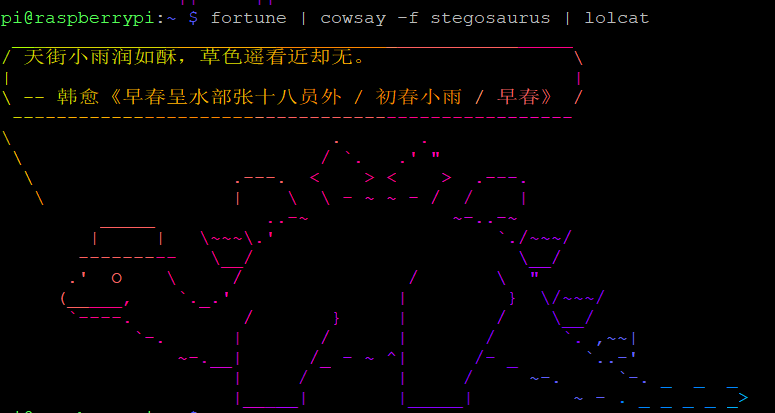 pi@raspberrypi:~ $ fortune | cowsay -f stegosaurus | lolcat
天街小雨润如酥，草色遥看近却无。
-- 韩愈《早春呈水部张十八员外 / 初春小雨 / 早春》